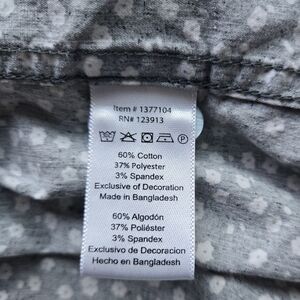 Item # 1377104
RN# 123913
60% Cotton
37% Polyester
3% Spandex
Exclusive of Decoration
Made in Bangladesh
60% Algodón
37% Poliéster
3% Spandex
Exclusivo de Decoracion
Hecho en Bangladesh